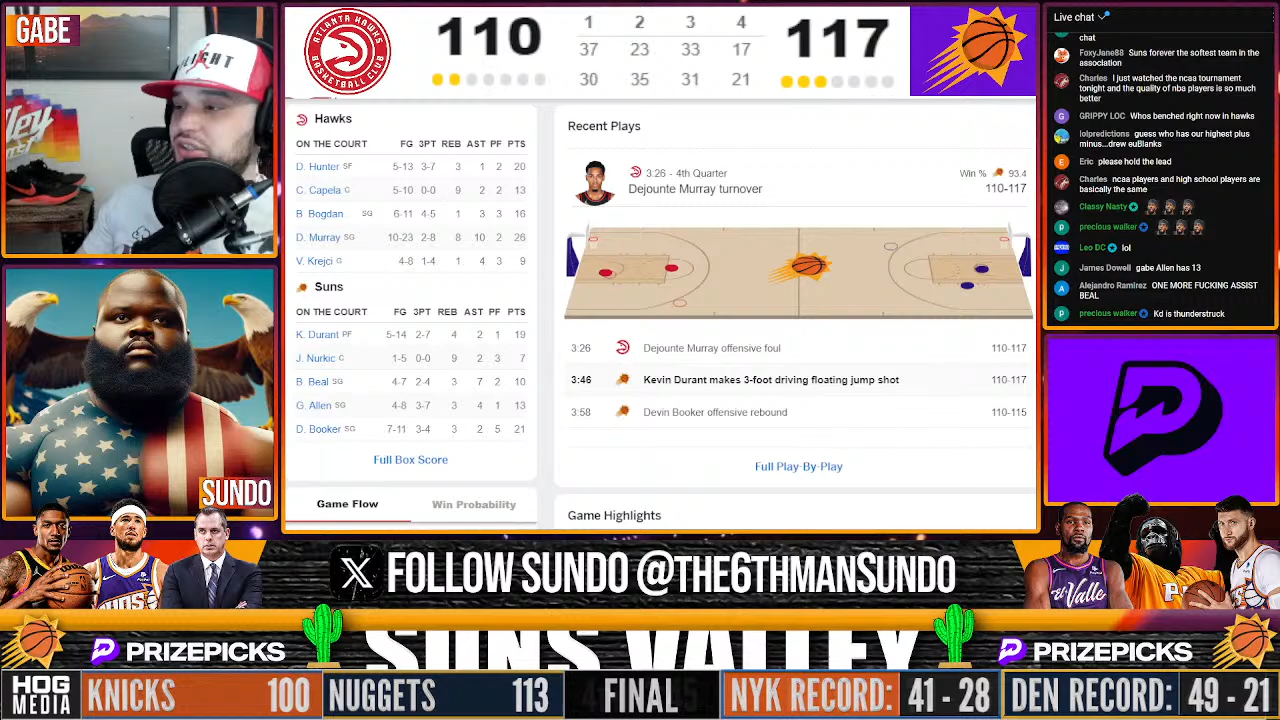 GABE
FLIGHT
SUNDO
ATLANTA HAWKS
BASKETBALL CLUB
110
1 2 3 4
37 23 33 17
30 35 31 21
117
Hawks
ON THE COURT FG 3PT REB AST PF PTS
D. Hunter SF 5-13 3-7 3 1 2 20
C. Capela C 5-10 0-0 9 2 2 13
B. Bogdan. SG 6-11 4-5 1 3 3 16
D. Murray SG 10-23 2-8 8 10 2 26
V. Krejci G 4-8 1-4 1 4 3 9
Suns
ON THE COURT FG 3PT REB AST PF PTS
K. Durant PF 5-14 2-7 4 2 1 19
J. Nurkic C 1-5 0-0 9 2 3 7
B. Beal SG 4-7 2-4 3 7 2 10
G. Allen SG 4-8 3-7 3 4 1 13
D. Booker SG 7-11 3-4 3 2 5 21
Full Box Score
Game Flow Win Probability
Recent Plays
3:26 - 4th Quarter
Dejounte Murray turnover
Win % 93.4
110-117
3:26 Dejounte Murray offensive foul 110-117
3:46 Kevin Durant makes 3-foot driving floating jump shot 110-117
3:58 Devin Booker offensive rebound 110-115
Full Play-By-Play
Game Highlights
Live chat
chat
FoxyJane88 Suns forever the softest team in the
association
Charles I just watched the ncaa tournament
tonight and the quality of nba players is so much
better
GRIPPY LOC Whos benched right now in hawks
lolpredictions guess who has our highest plus
minus...drew euBlanks
Eric please hold the lead
Charles ncaa players and high school players are
basically the same
Classy Nasty
precious walker
Leo DC lol
James Dowell gabe Allen has 13
Alejandro Ramirez ONE MORE FUCKING ASSIST
BEAL
precious walker Kd is thunderstruck
X FOLLOW SUNDO @THE6THMANSUNDO
SUNS
El Valle
PRIZEPICKS
SUNS VALLEY
PRIZEPICKS
HOG
MEDIA
KNICKS 100 NUGGETS 113 FINAL NYK RECORD: 41 - 28 DEN RECORD: 49 - 21